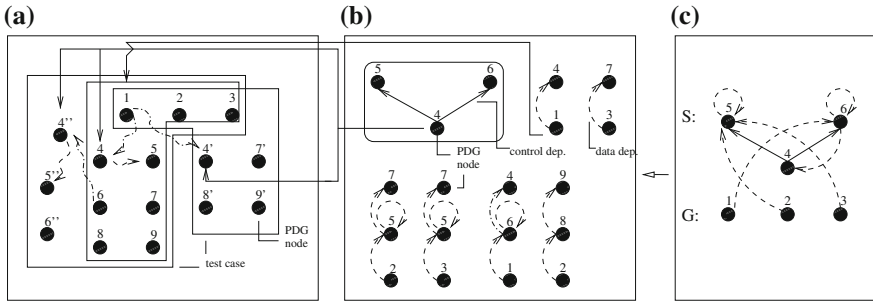 (a) (b) (c)
1 2 3
4''
4 5 4' 7'
5''
6 7 8' 9'
6''
8 9
PDG
node
test case
5 6 4 7
4 1 3
PDG
node
control dep. data dep.
7 7 4 9
5 5 6 8
2 3 1 2
S: 5 6
4
G: 1 2 3